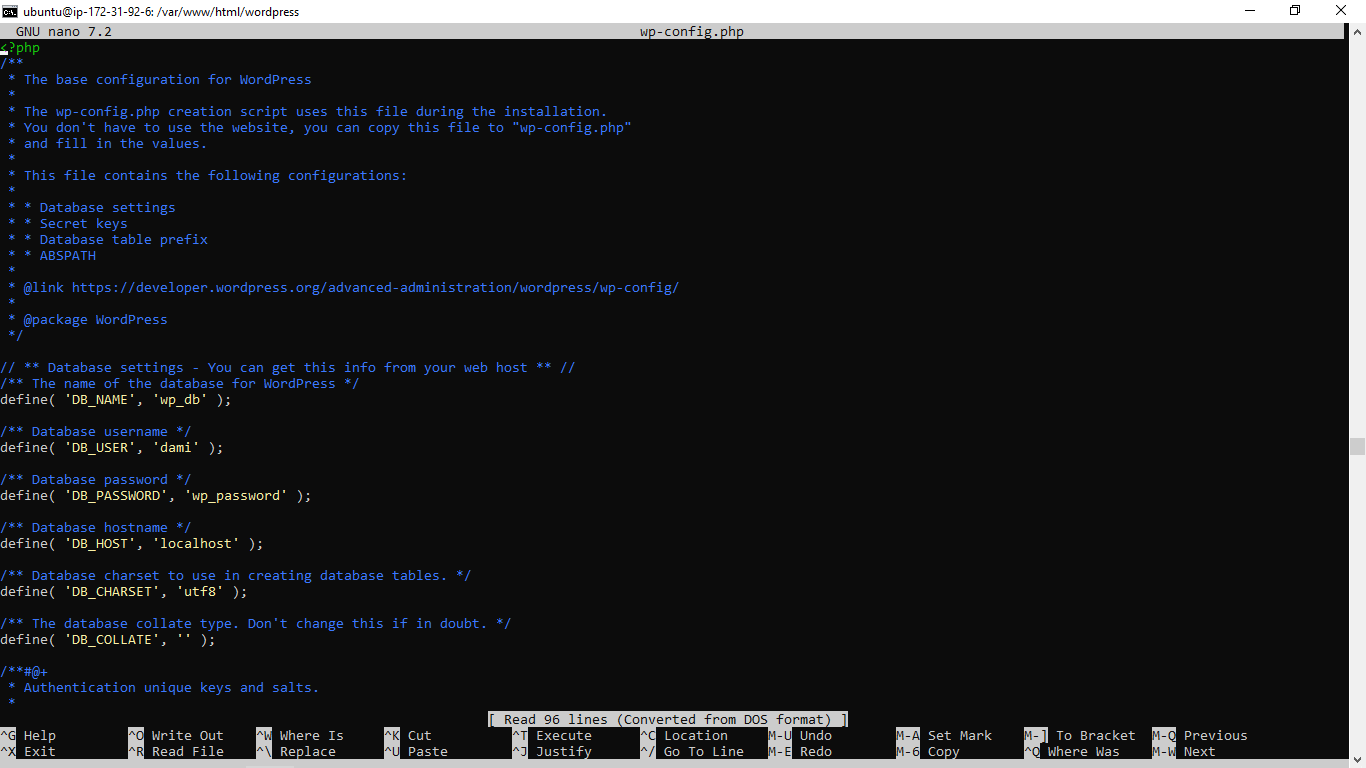 ubuntu@ip-172-31-92-6: /var/www/html/wordpress
GNU nano 7.2 wp-config.php
<?php
/**
 * The base configuration for WordPress
 *
 * The wp-config.php creation script uses this file during the installation.
 * You don't have to use the website, you can copy this file to "wp-config.php"
 * and fill in the values.
 *
 * This file contains the following configurations:
 *
 * * Database settings
 * * Secret keys
 * * Database table prefix
 * * ABSPATH
 *
 * @link https://developer.wordpress.org/advanced-administration/wordpress/wp-config/
 *
 * @package WordPress
 */
// ** Database settings - You can get this info from your web host ** //
/** The name of the database for WordPress */
define( 'DB_NAME', 'wp_db' );
/** Database username */
define( 'DB_USER', 'dami' );
/** Database password */
define( 'DB_PASSWORD', 'wp_password' );
/** Database hostname */
define( 'DB_HOST', 'localhost' );
/** Database charset to use in creating database tables. */
define( 'DB_CHARSET', 'utf8' );
/** The database collate type. Don't change this if in doubt. */
define( 'DB_COLLATE', '' );
/**#@+
 * Authentication unique keys and salts.
 *
[ Read 96 lines (Converted from DOS format) ]
^G Help ^O Write Out ^W Where Is ^K Cut ^T Execute ^C Location M-U Undo M-A Set Mark M-] To Bracket M-Q Previous
^X Exit ^R Read File ^\ Replace ^U Paste ^J Justify ^/ Go To Line M-E Redo M-6 Copy ^Q Where Was M-W Next